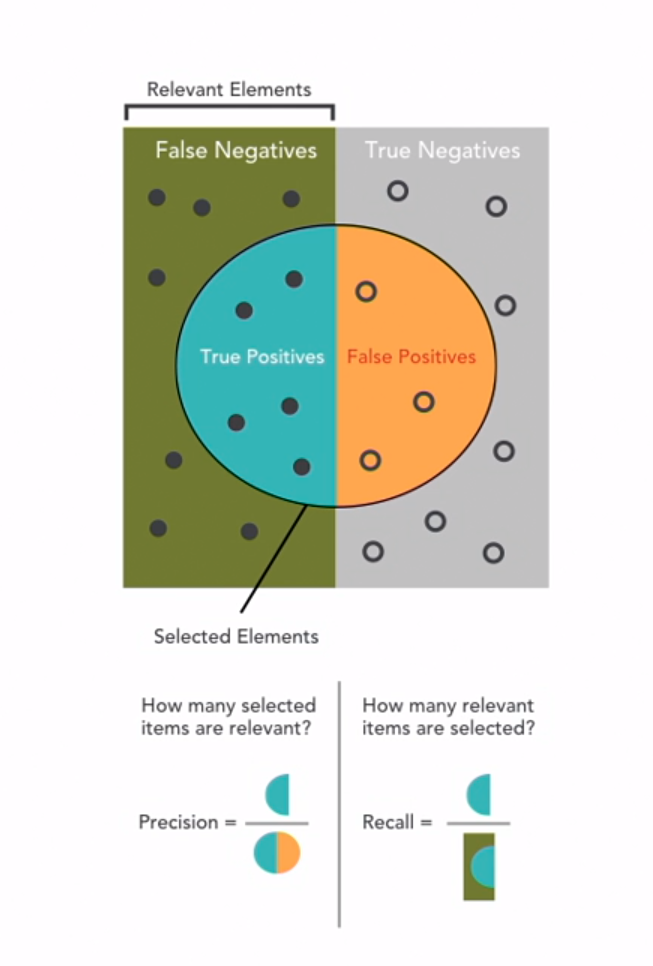 Relevant Elements
False Negatives
True Negatives
True Positives
False Positives
Selected Elements
How many selected
items are relevant?
Precision =
How many relevant
items are selected?
Recall =